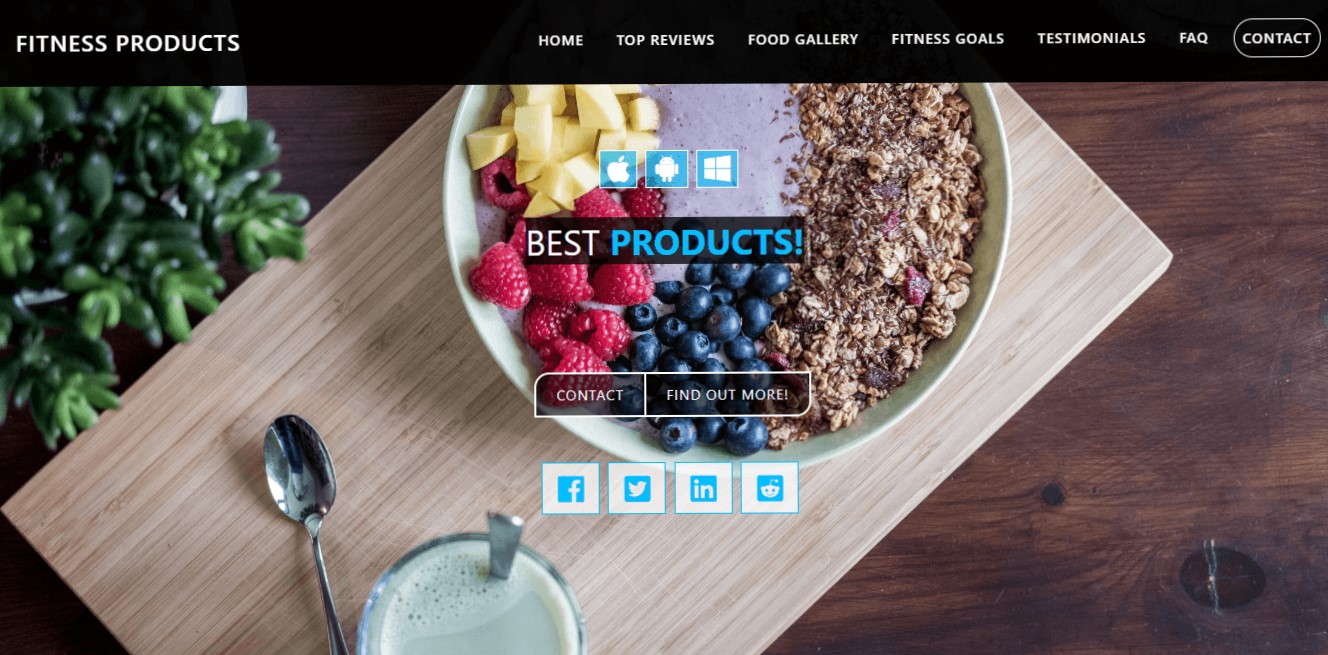 FITNESS PRODUCTS
HOME TOP REVIEWS FOOD GALLERY FITNESS GOALS TESTIMONIALS FAQ CONTACT
BEST PRODUCTS!
CONTACT FIND OUT MORE!